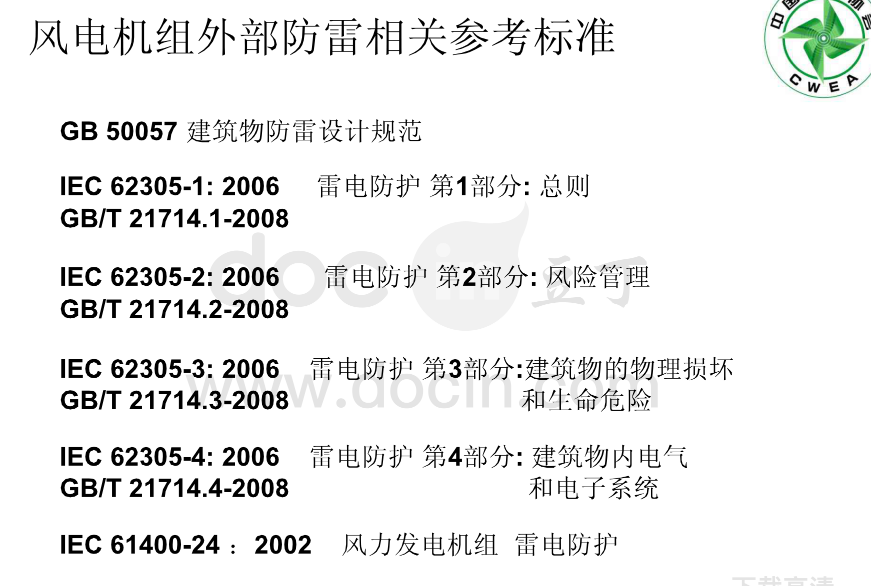 风电机组外部防雷相关参考标准
CWEA
GB 50057 建筑物防雷设计规范
IEC 62305-1: 2006 雷电防护 第1部分: 总则
GB/T 21714.1-2008
doc in 豆丁
IEC 62305-2: 2006 雷电防护 第2部分: 风险管理
GB/T 21714.2-2008
IEC 62305-3: 2006 雷电防护 第3部分:建筑物的物理损坏
www.docin.com
GB/T 21714.3-2008 和生命危险
IEC 62305-4: 2006 雷电防护 第4部分: 建筑物内电气
GB/T 21714.4-2008 和电子系统
IEC 61400-24 : 2002 风力发电机组 雷电防护
下载高清